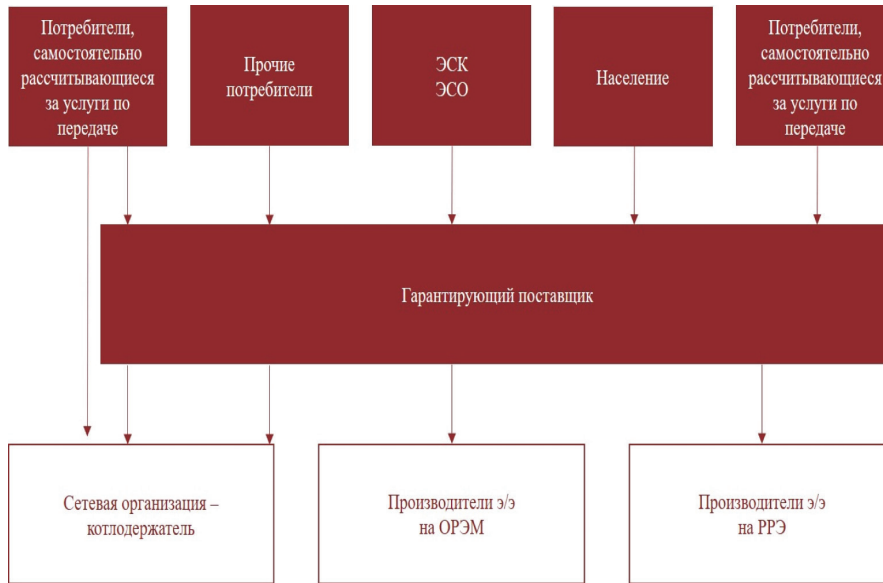 Потребители,
самостоятельно
рассчитывающиеся
за услуги по
передаче
Прочие
потребители
ЭСК
ЭСО
Население
Потребители,
самостоятельно
рассчитывающиеся
за услуги по
передаче
Гарантирующий поставщик
Сетевая организация –
котлодержатель
Производители э/э
на ОРЭМ
Производители э/э
на РРЭ